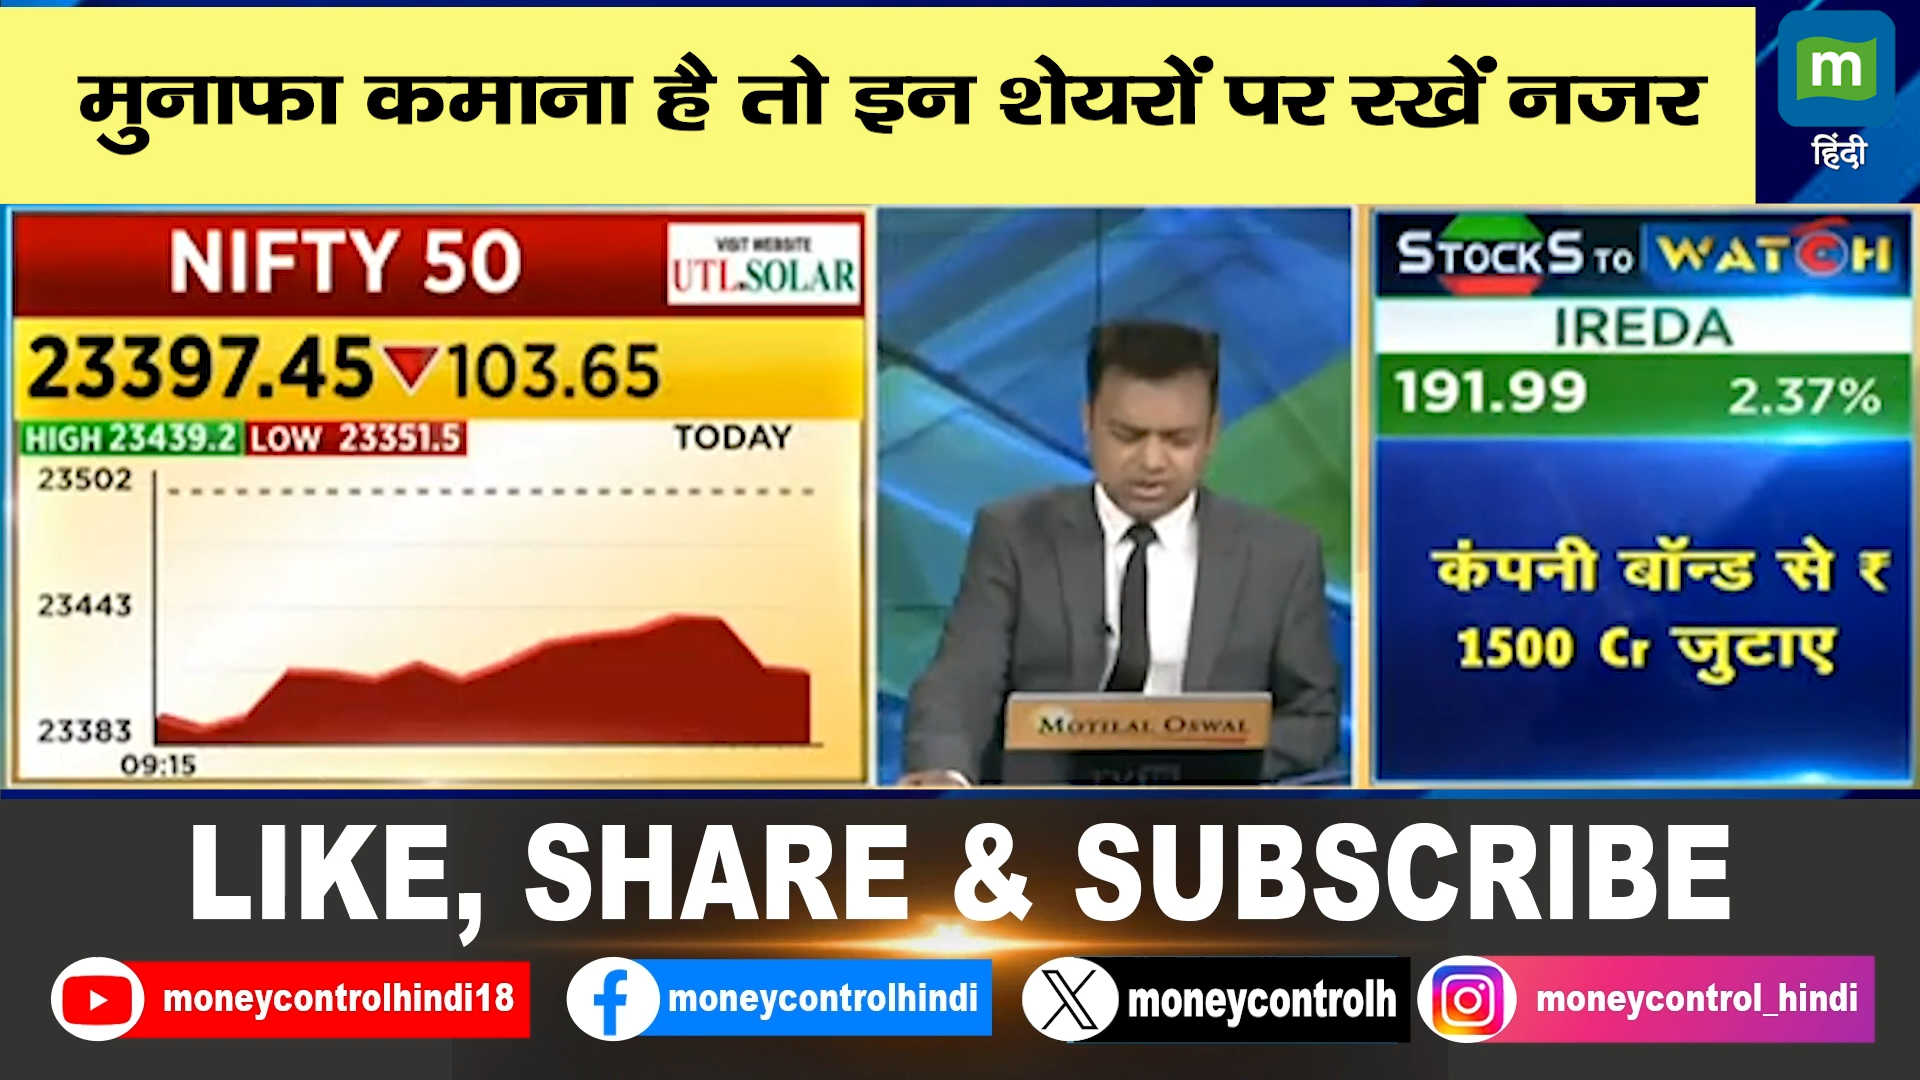 मुनाफा कमाना है तो इन शेयरों पर रखें नजर
m
हिंदी
NIFTY 50
VISIT WEBSITE
UTL SOLAR
23397.45 103.65
HIGH 23439.2 LOW 23351.5 TODAY
23502
23443
23383
09:15
MOTILAL OSWAL
STOCKS TO WATCH
IREDA
191.99 2.37%
कंपनी बॉन्ड से ₹
1500 Cr जुटाए
LIKE, SHARE & SUBSCRIBE
moneycontrolhindi18 moneycontrolhindi moneycontrolh moneycontrol_hindi